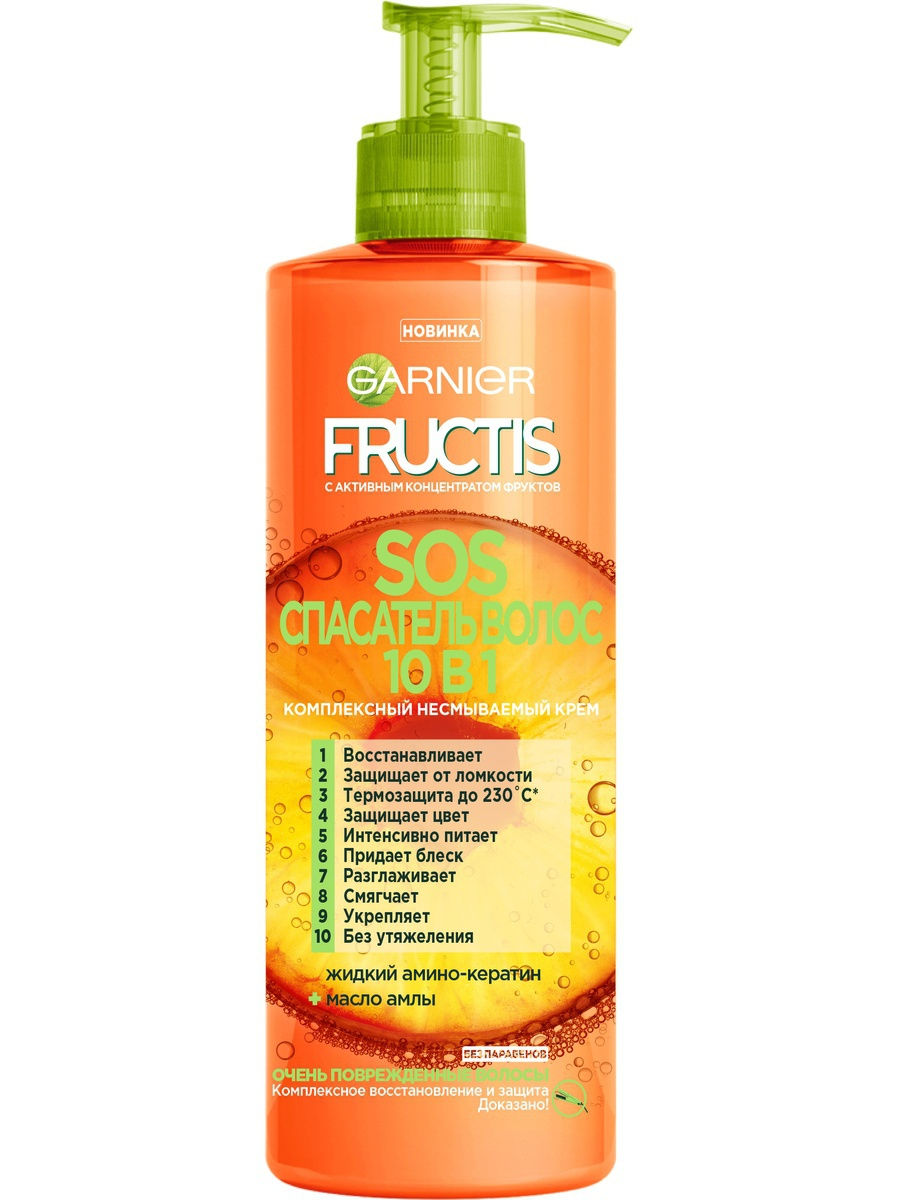 НОВИНКА
GARNIER
FRUCTIS
С АКТИВНЫМ КОНЦЕНТРАТОМ ФРУКТОВ
SOS
СПАСАТЕЛЬ ВОЛОС
10 В 1
КОМПЛЕКСНЫЙ НЕСМЫВАЕМЫЙ КРЕМ
1 Восстанавливает
2 Защищает от ломкости
3 Термозащита до 230˚С*
4 Защищает цвет
5 Интенсивно питает
6 Придает блеск
7 Разглаживает
8 Смягчает
9 Укрепляет
10 Без утяжеления
жидкий амино-кератин
+ масло амлы
БЕЗ ПАРАБЕНОВ
ОЧЕНЬ ПОВРЕЖДЕННЫЕ ВОЛОСЫ
Комплексное восстановление и защита
Доказано!